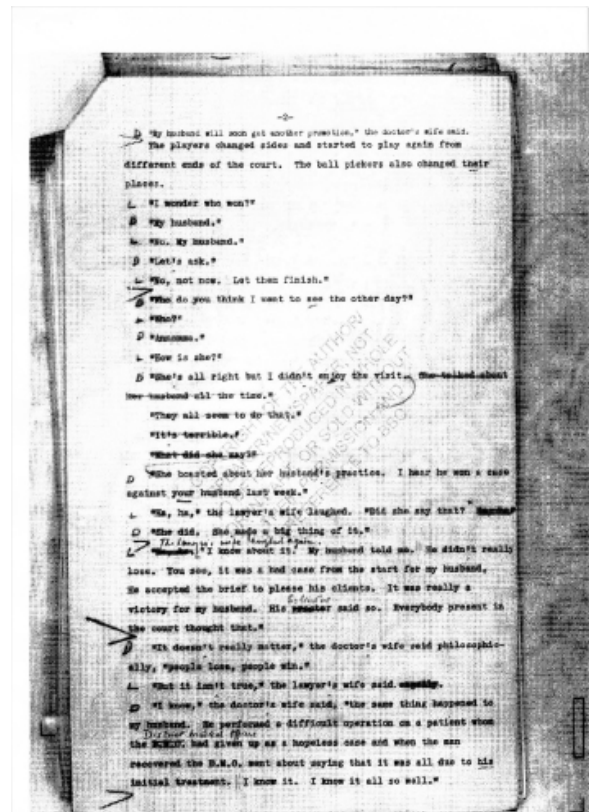 -2-
D "My husband will soon get another promotion," the doctor's wife said.
The players changed sides and started to play again from
different ends of the court. The ball pickers also changed their
places.
L "I wonder who won?"
D "My husband."
L "No. My husband."
D "Let's ask."
L "No, not now. Let them finish."
D "Who do you think I went to see the other day?"
L "Who?"
D
L "How is she?"
D "She's all right but I didn't enjoy the visit. She talked about
her husband all the time."
"They all seem to do that."
"It's terrible."
"What did she say?"
D "She boasted about her husband's practice. I hear he won a case
against your husband last week."
L "Ha, ha," the lawyer's wife laughed. "Did she say that?"
D "She did. She made a big thing of it."
The lawyer's wife laughed again.
L "I know about it. My husband told me. He didn't really
lose. You see, it was a bad case from the start for my husband.
He accepted the brief to please his clients. It was really a
victory for my husband. His said so. Everybody present in
the court thought that."
D "It doesn't really matter," the doctor's wife said philosophic-
ally, "people lose, people win."
L "But it isn't true," the lawyer's wife said
D "I know," the doctor's wife said, "the same thing happened to
my husband. He performed a difficult operation on a patient whom
District medical officer
the D.M.O. had given up as a hopeless case and when the man
recovered the D.M.O. went about saying that it was all due to his
initial treatment. I know it. I know it all so well."